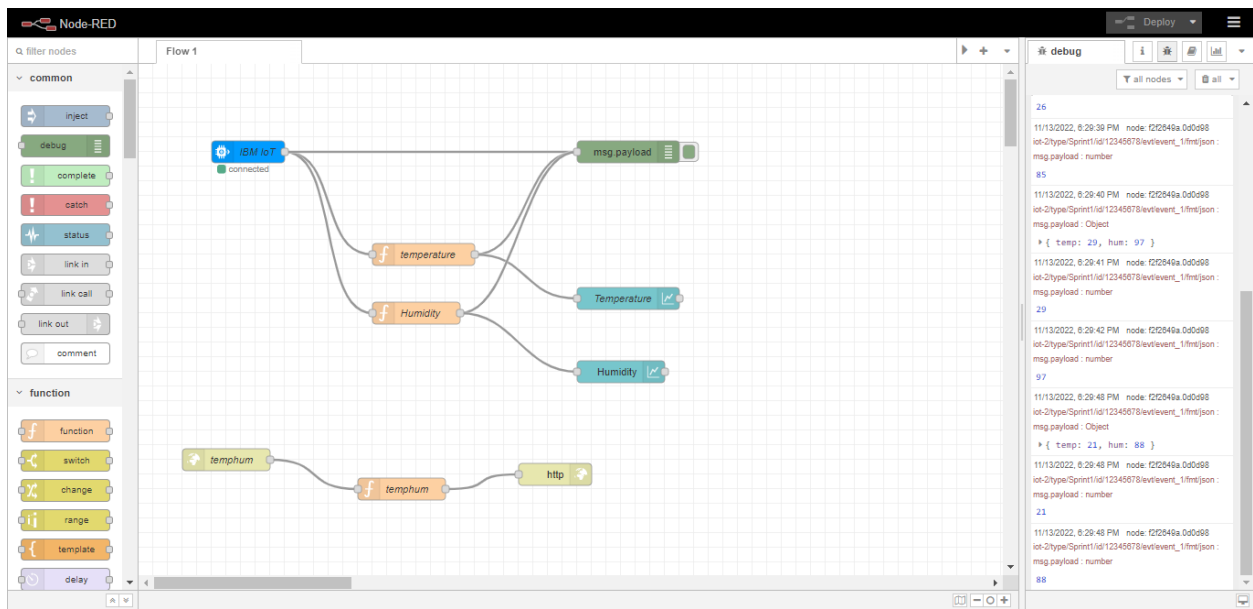 Node-RED
Deploy
filter nodes
Flow 1
debug
i
all nodes
all
common
inject
debug
complete
catch
status
link in
link call
link out
comment
function
function
switch
change
range
template
delay
IBM IoT
connected
msg.payload
temperature
Humidity
Temperature
Humidity
temphum
temphum
http
26
11/13/2022, 6:29:39 PM node: f2f2649a.0d0d98
iot-2/type/Sprint1/id/12345678/evt/event_1/fmt/json :
msg.payload : number
85
11/13/2022, 6:29:40 PM node: f2f2649a.0d0d98
iot-2/type/Sprint1/id/12345678/evt/event_1/fmt/json :
msg.payload : Object
{ temp: 29, hum: 97 }
11/13/2022, 6:29:41 PM node: f2f2649a.0d0d98
iot-2/type/Sprint1/id/12345678/evt/event_1/fmt/json :
msg.payload : number
29
11/13/2022, 6:29:42 PM node: f2f2649a.0d0d98
iot-2/type/Sprint1/id/12345678/evt/event_1/fmt/json :
msg.payload : number
97
11/13/2022, 6:29:48 PM node: f2f2649a.0d0d98
iot-2/type/Sprint1/id/12345678/evt/event_1/fmt/json :
msg.payload : Object
{ temp: 21, hum: 88 }
11/13/2022, 6:29:48 PM node: f2f2649a.0d0d98
iot-2/type/Sprint1/id/12345678/evt/event_1/fmt/json :
msg.payload : number
21
11/13/2022, 6:29:48 PM node: f2f2649a.0d0d98
iot-2/type/Sprint1/id/12345678/evt/event_1/fmt/json :
msg.payload : number
88